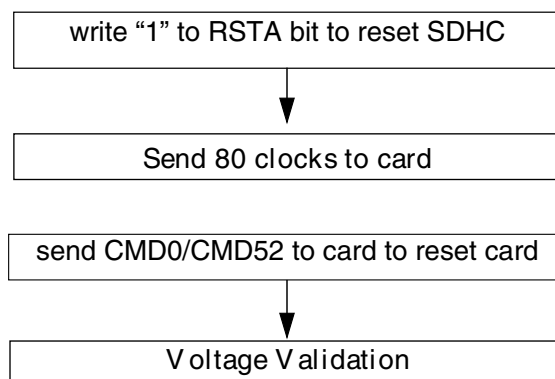 write “1” to RSTA bit to reset SDHC
Send 80 clocks to card
send CMD0/CMD52 to card to reset card
Voltage Validation